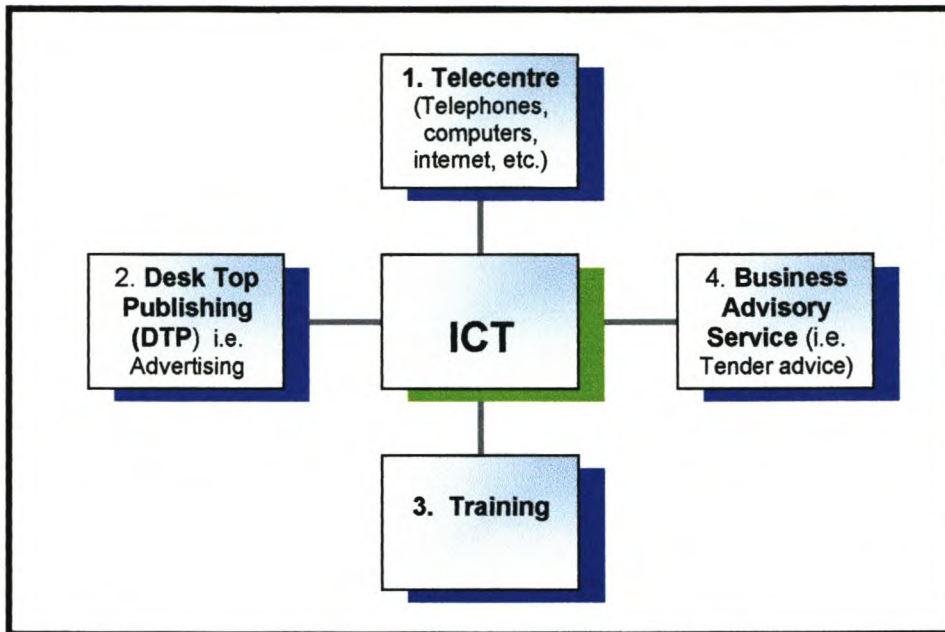 1. Telecentre
(Telephones,
computers,
internet, etc.)
2. Desk Top
Publishing
(DTP) i.e.
Advertising
ICT
4. Business
Advisory
Service (i.e.
Tender advice)
3. Training